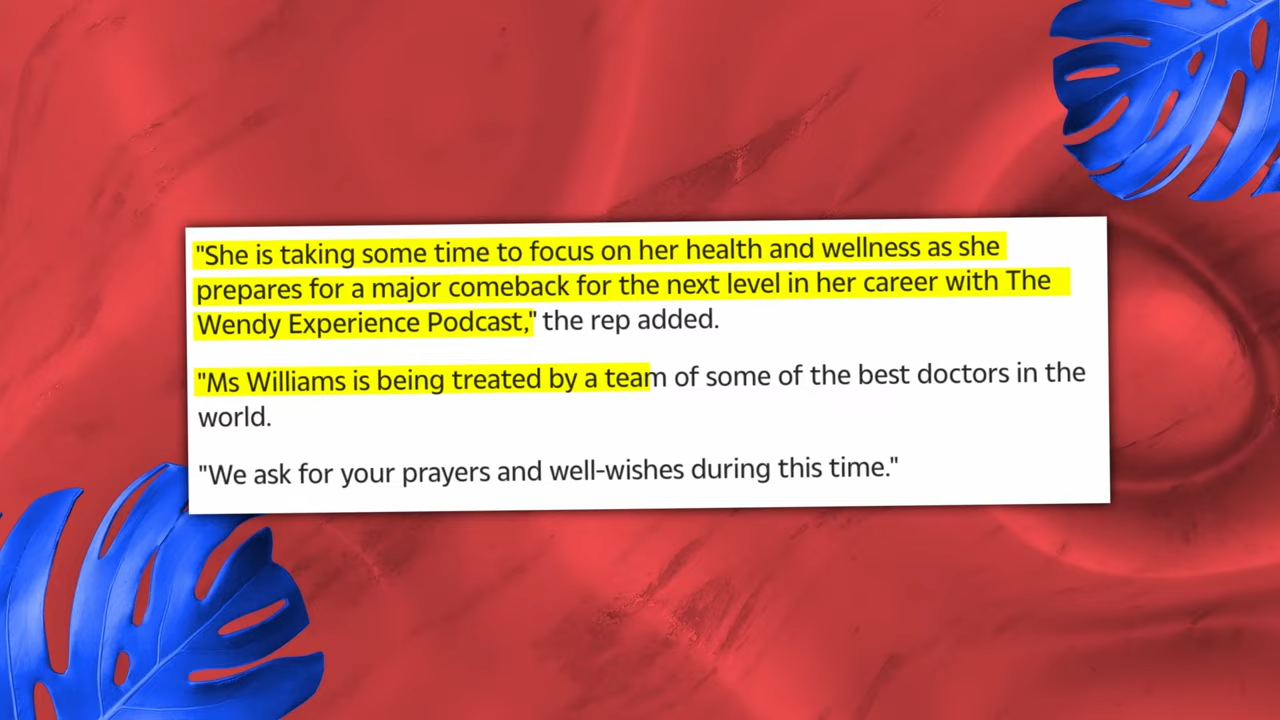 "She is taking some time to focus on her health and wellness as she
prepares for a major comeback for the next level in her career with The
Wendy Experience Podcast," the rep added.
"Ms Williams is being treated by a team of some of the best doctors in the
world.
"We ask for your prayers and well-wishes during this time."